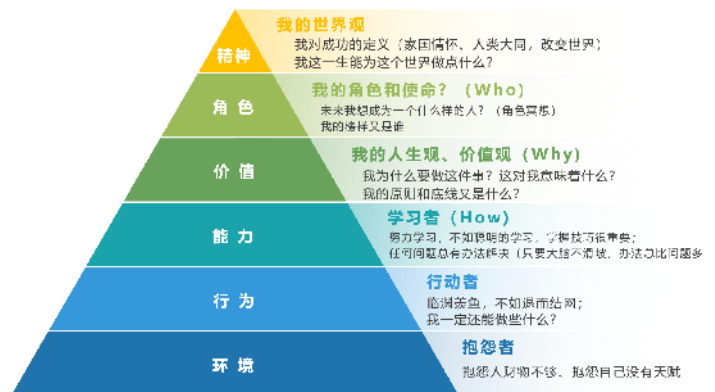 我的世界观
精神
我对成功的定义（家国情怀、人类大同，改变世界）
我这一生能为这个世界做点什么？
我的角色和使命？（Who）
角 色
未来我想成为一个什么样的人？（角色冥想）
我的榜样又是谁
我的人生观、价值观（Why）
价 值
我为什么要做这件事？这对我意味着什么？
我的原则和底线又是什么？
学习者（How）
能 力
努力学习，不如聪明的学习，掌握技巧很重要；
任何问题总有办法解决（只要大脑不滑坡，办法总比问题多
行动者
行 为
临渊羡鱼，不如退而结网；
我一定还能做些什么？
抱怨者
环 境
抱怨人财物不够、抱怨自己没有天赋